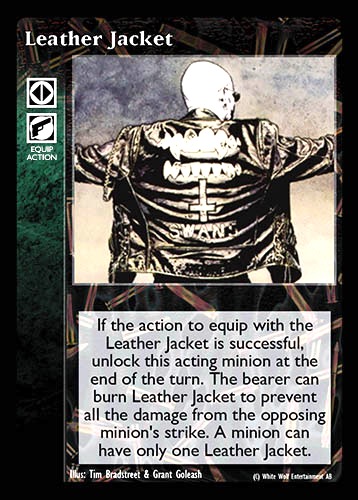 Leather Jacket
EQUIP
ACTION
SWANS
If the action to equip with the
Leather Jacket is successful,
unlock this acting minion at the
end of the turn. The bearer can
burn Leather Jacket to prevent
all the damage from the opposing
minion's strike. A minion can
have only one Leather Jacket.
Illus: Tim Bradstreet & Grant Goleash
(C) White Wolf Entertainment AB